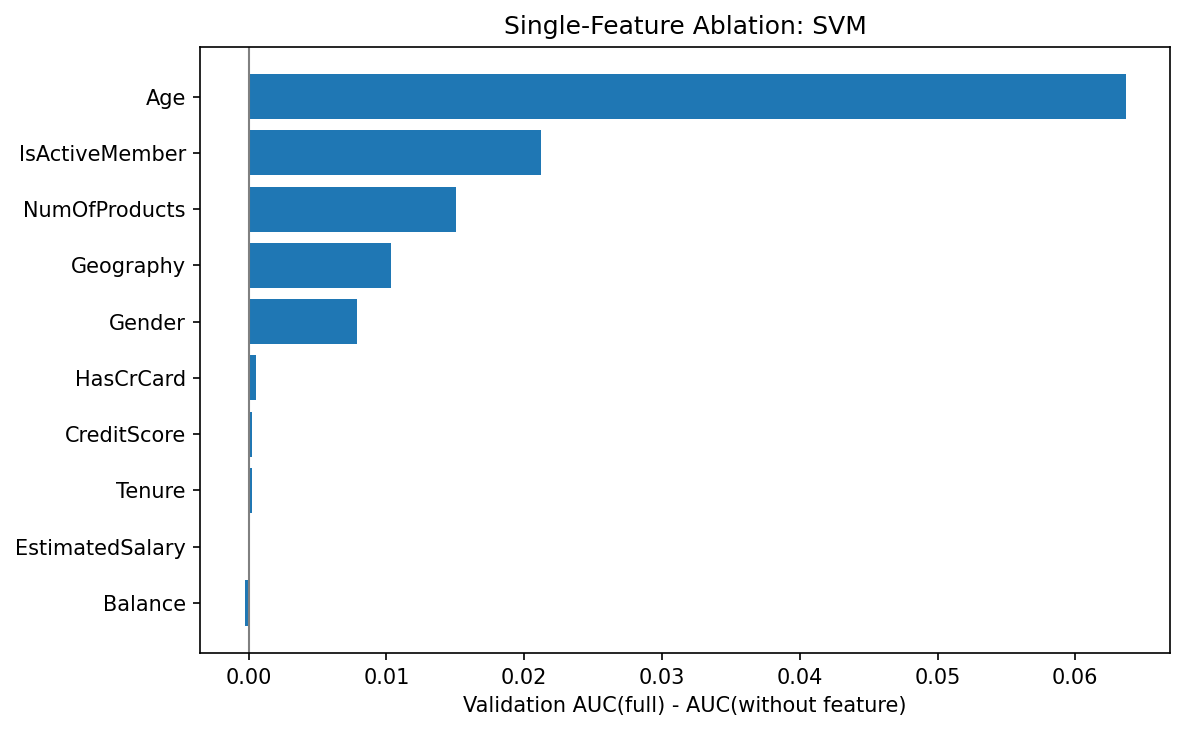 Single-Feature Ablation: SVM
Age
IsActiveMember
NumOfProducts
Geography
Gender
HasCrCard
CreditScore
Tenure
EstimatedSalary
Balance
0.00 0.01 0.02 0.03 0.04 0.05 0.06
Validation AUC(full) - AUC(without feature)